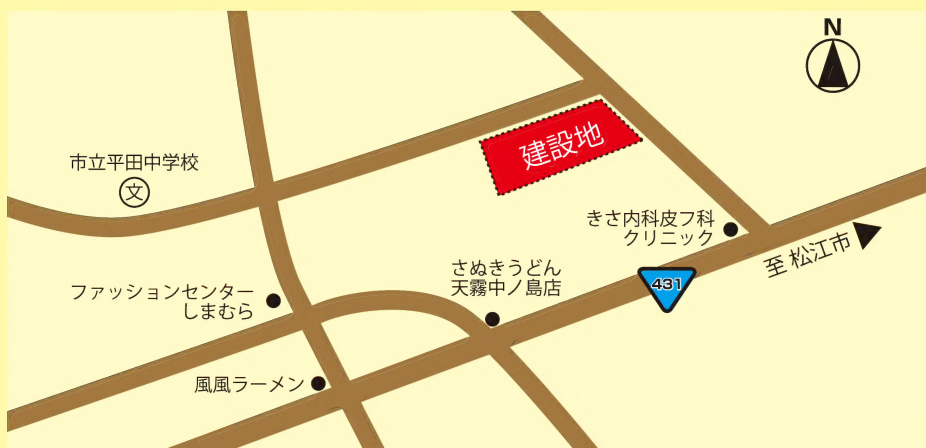 N
建設地
市立平田中学校
文
きさ内科皮フ科
クリニック
至 松江市
さぬきうどん
天霧中ノ島店
431
ファッションセンター
しまむら
風風ラーメン